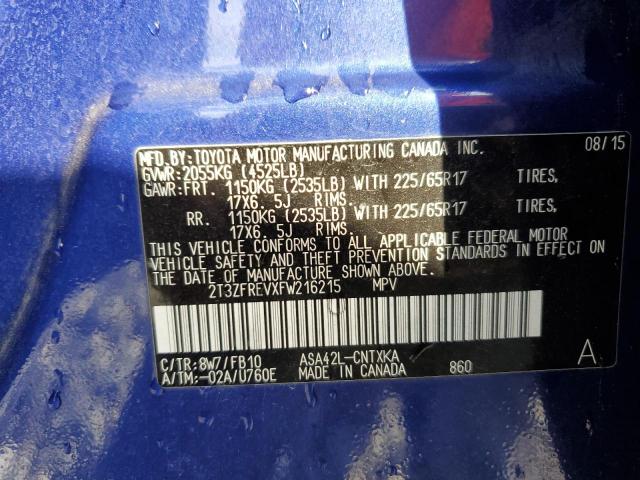 MFD.BY:TOYOTA MOTOR MANUFACTURING CANADA INC. 08/15
GVWR:2055KG (4525LB)
GAWR:FRT. 1150KG (2535LB) WITH 225/65R17 TIRES,
17X6. 5J RIMS.
RR. 1150KG (2535LB) WITH 225/65R17 TIRES,
17X6. 5J RIMS.
THIS VEHICLE CONFORMS TO ALL APPLICABLE FEDERAL MOTOR
VEHICLE SAFETY AND THEFT PREVENTION STANDARDS IN EFFECT ON
THE DATE OF MANUFACTURE SHOWN ABOVE.
2T3ZFREVXFW216215 MPV
C/TR:8W7/FB10 ASA42L-CNTXKA A
A/TM:-02A/U760E MADE IN CANADA 860